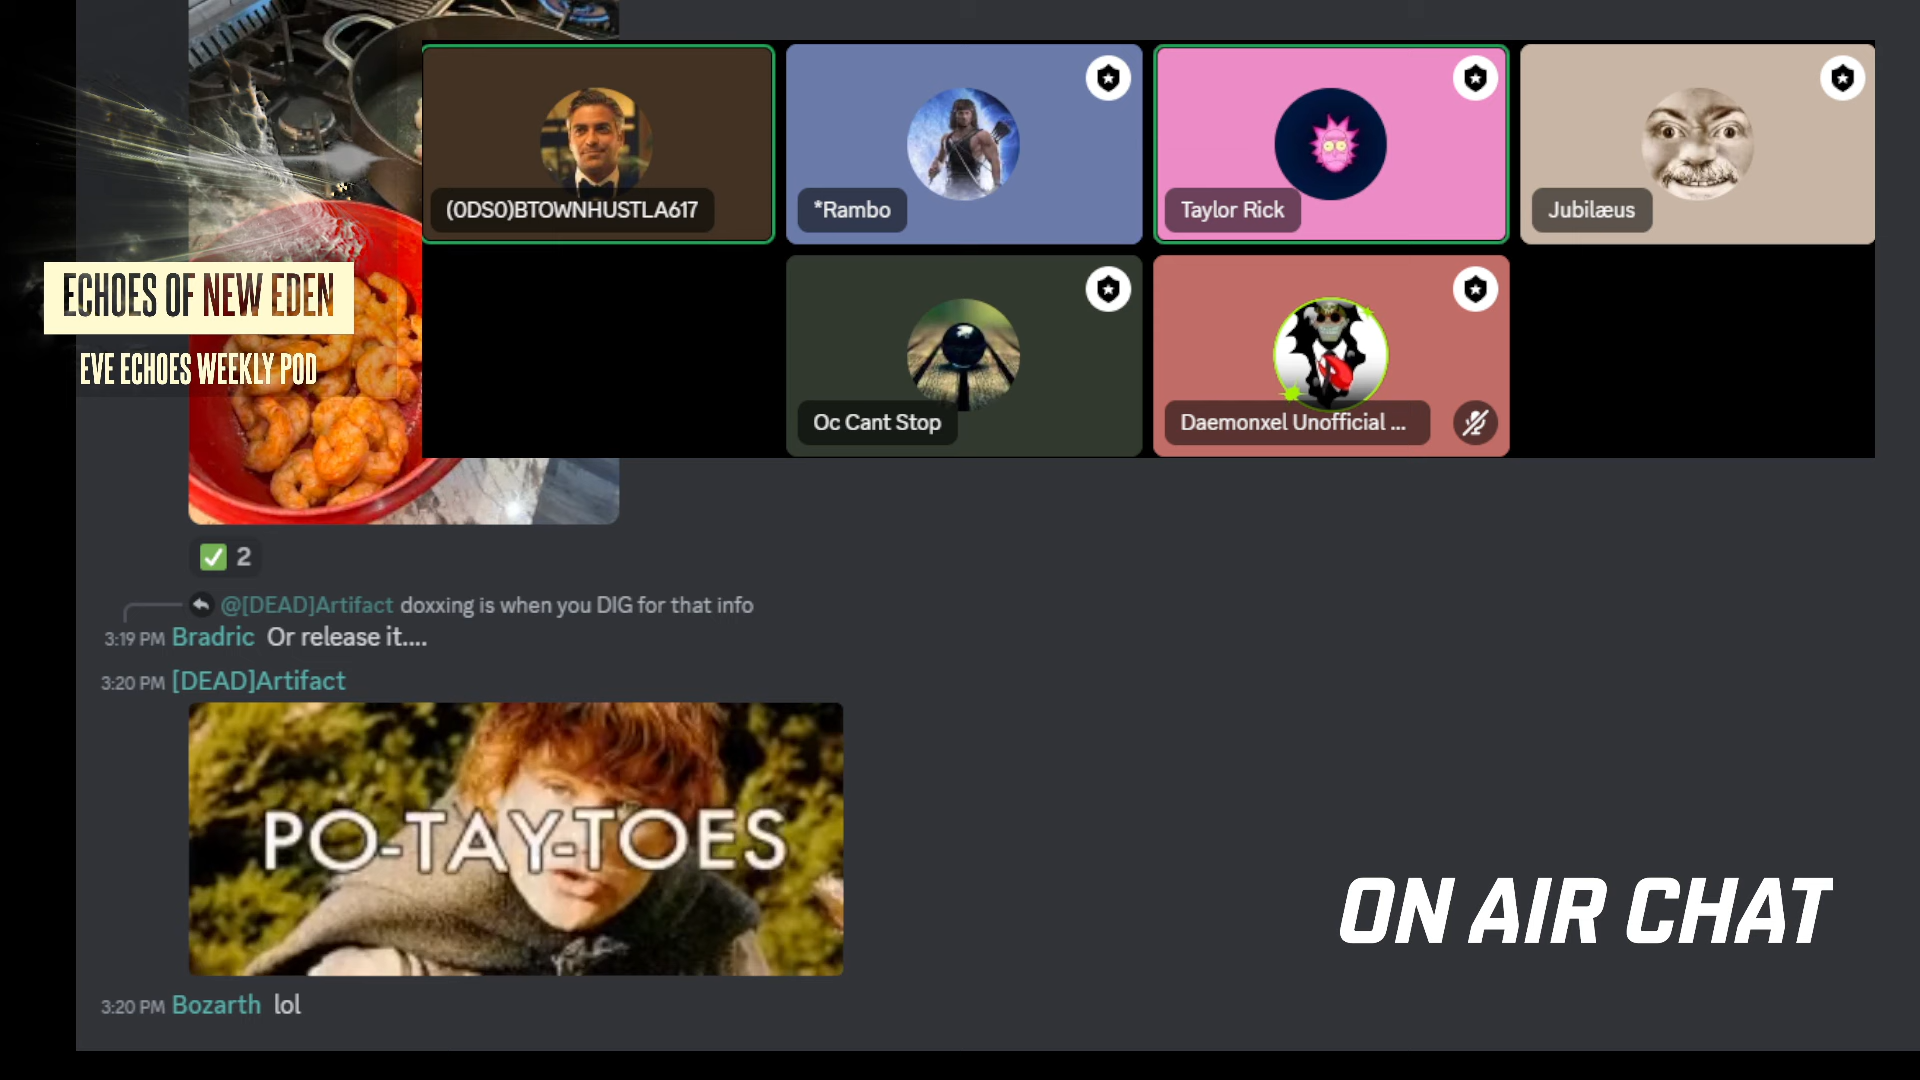 (0DS0)BTOWNHUSTLA617
*Rambo
Taylor Rick
Jubilæus
ECHOES OF NEW EDEN
EVE ECHOES WEEKLY POD
Oc Cant Stop
Daemonxel Unofficial ...
2
@[DEAD]Artifact doxxing is when you DIG for that info
3:19 PM Bradric Or release it....
3:20 PM [DEAD]Artifact
PO-TAY-TOES
ON AIR CHAT
3:20 PM Bozarth lol